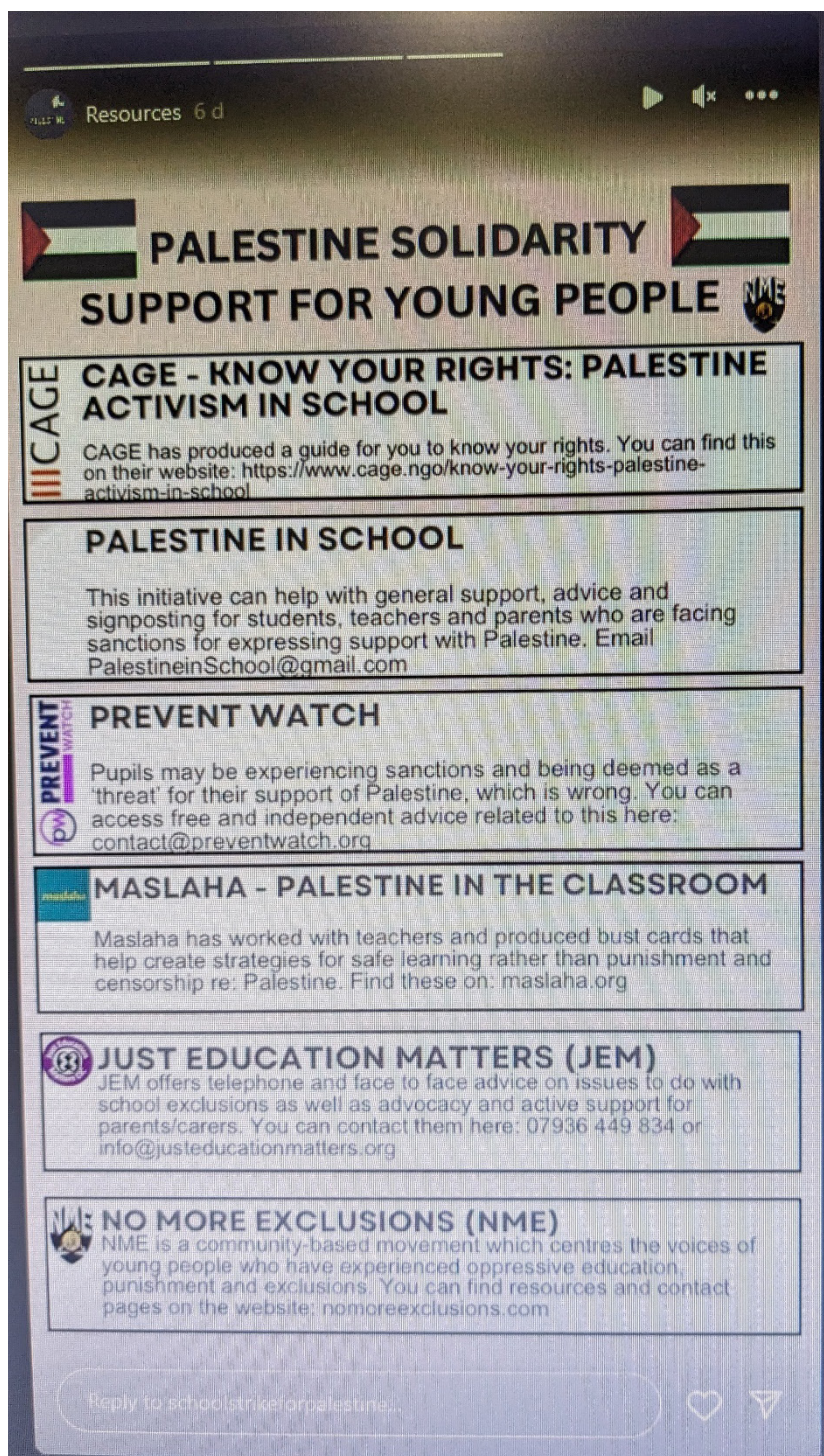 Resources 6 d
PALESTINE SOLIDARITY
SUPPORT FOR YOUNG PEOPLE
NME
CAGE
CAGE - KNOW YOUR RIGHTS: PALESTINE
ACTIVISM IN SCHOOL
CAGE has produced a guide for you to know your rights. You can find this
on their website: https://www.cage.ngo/know-your-rights-palestine-
activism-in-school
PALESTINE IN SCHOOL
This initiative can help with general support, advice and
signposting for students, teachers and parents who are facing
sanctions for expressing support with Palestine. Email
PalestineinSchool@gmail.com
PREVENT
WATCH
pw
PREVENT WATCH
Pupils may be experiencing sanctions and being deemed as a
'threat' for their support of Palestine, which is wrong. You can
access free and independent advice related to this here:
contact@preventwatch.org
maslaha
MASLAHA - PALESTINE IN THE CLASSROOM
Maslaha has worked with teachers and produced bust cards that
help create strategies for safe learning rather than punishment and
censorship re: Palestine. Find these on: maslaha.org
JUST EDUCATION MATTERS (JEM)
JEM offers telephone and face to face advice on issues to do with
school exclusions as well as advocacy and active support for
parents/carers. You can contact them here: 07936 449 834 or
info@justeducationmatters.org
NME
NO MORE EXCLUSIONS (NME)
NME is a community-based movement which centres the voices of
young people who have experienced oppressive education,
punishment and exclusions. You can find resources and contact
pages on the website: nomoreexclusions.com
Reply to schoolstrikeforpalestine...